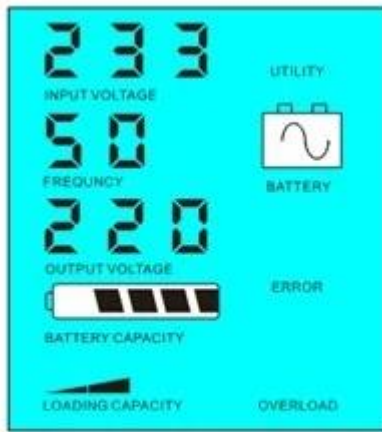 233
INPUT VOLTAGE
UTILITY
50
FREQUNCY
BATTERY
220
OUTPUT VOLTAGE
ERROR
BATTERY CAPACITY
LOADING CAPACITY
OVERLOAD